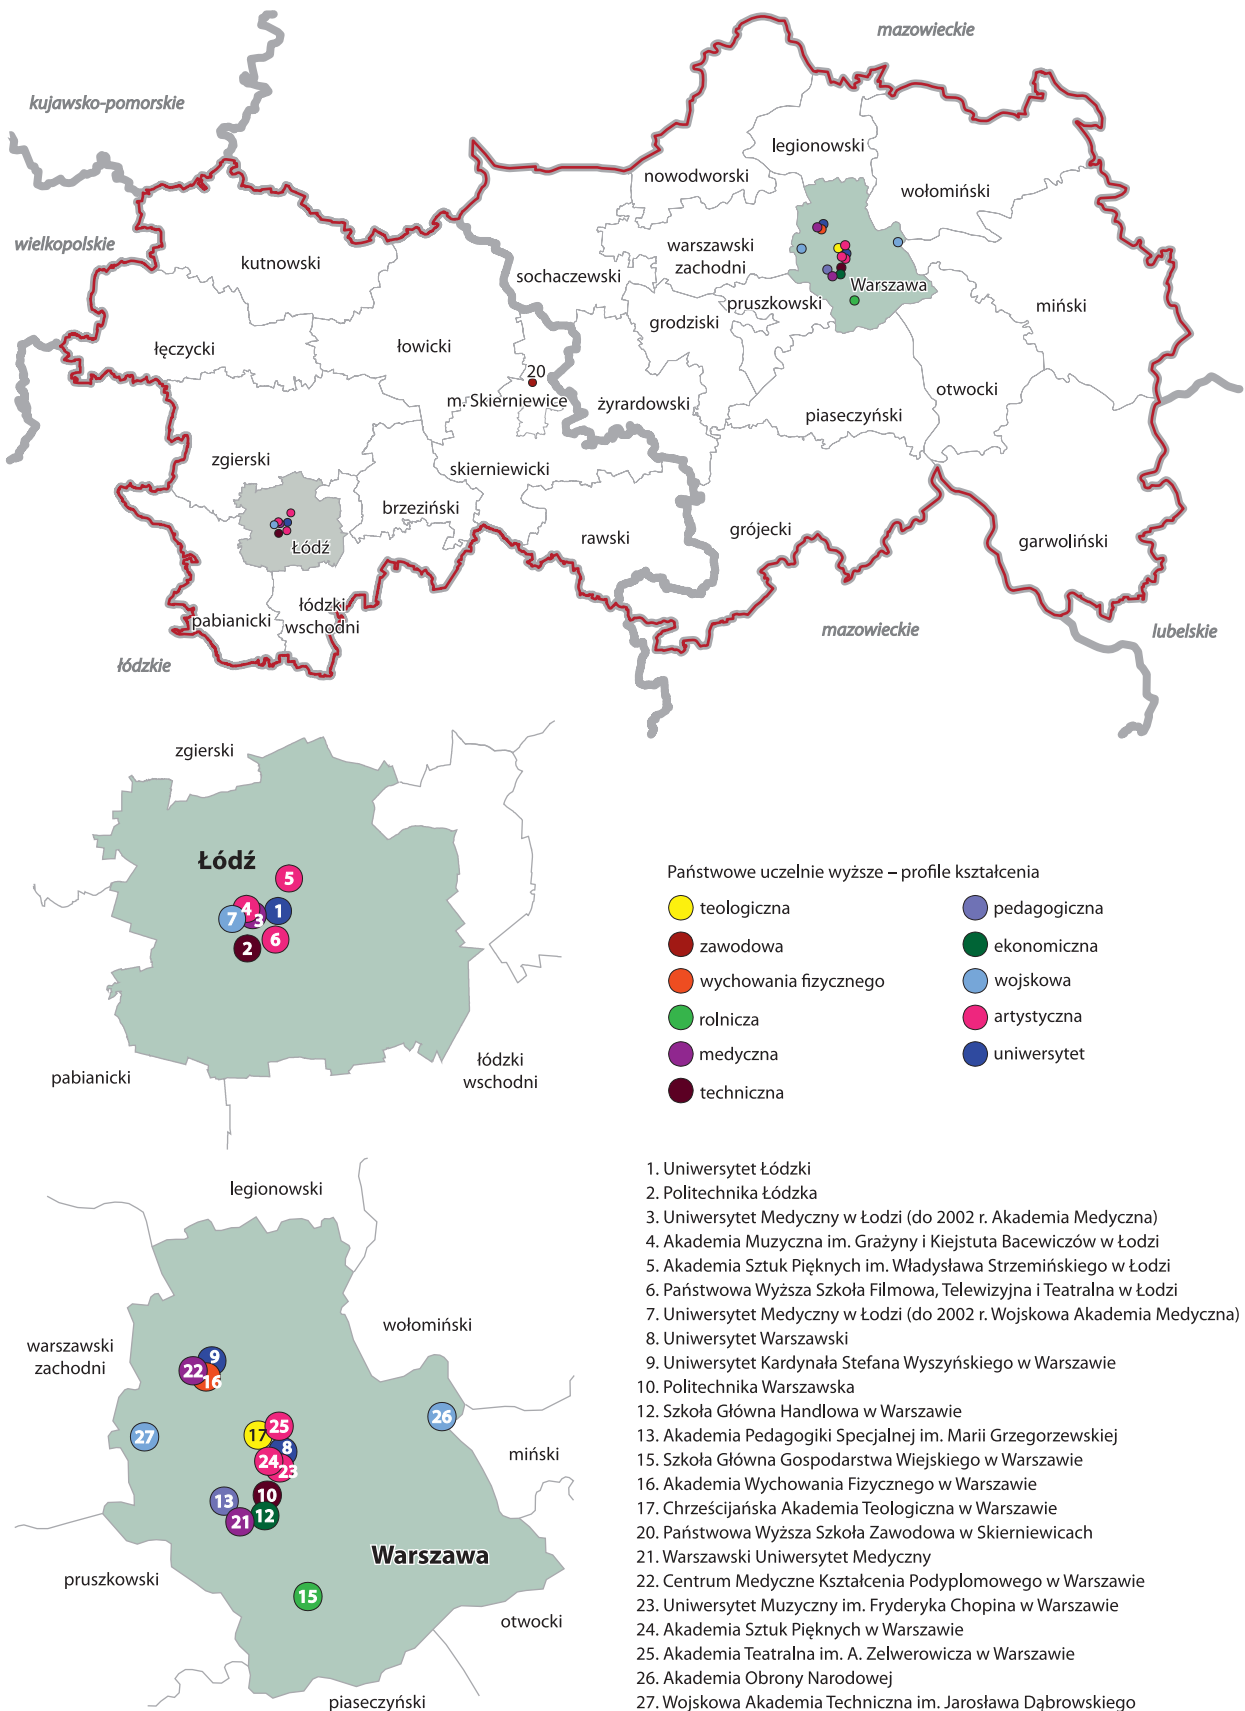 mazowieckie
kujawsko-pomorskie
legionowski
nowodworski
wołomiński
wielkopolskie
warszawski
zachodni
kutnowski
sochaczewski
Warszawa
pruszkowski
miński
grodziski
łęczycki
łowicki
20
m. Skierniewice
otwocki
żyrardowski
piaseczyński
zgierski
skierniewicki
brzeziński
grójecki
rawski
garwoliński
Łódź
łódzki
wschodni
pabianicki
mazowieckie
lubelskie
łódzkie
zgierski
Łódź
5
4
3
1
7
6
2
pabianicki
łódzki
wschodni
Państwowe uczelnie wyższe – profile kształcenia
teologiczna
zawodowa
wychowania fizycznego
rolnicza
medyczna
techniczna
pedagogiczna
ekonomiczna
wojskowa
artystyczna
uniwersytet
legionowski
wołomiński
warszawski
zachodni
9
22
16
26
25
17
27
8
24
23
miński
10
13
12
21
Warszawa
pruszkowski
15
otwocki
piaseczyński
1. Uniwersytet Łódzki
2. Politechnika Łódzka
3. Uniwersytet Medyczny w Łodzi (do 2002 r. Akademia Medyczna)
4. Akademia Muzyczna im. Grażyny i Kiejstuta Bacewiczów w Łodzi
5. Akademia Sztuk Pięknych im. Władysława Strzemińskiego w Łodzi
6. Państwowa Wyższa Szkoła Filmowa, Telewizyjna i Teatralna w Łodzi
7. Uniwersytet Medyczny w Łodzi (do 2002 r. Wojskowa Akademia Medyczna)
8. Uniwersytet Warszawski
9. Uniwersytet Kardynała Stefana Wyszyńskiego w Warszawie
10. Politechnika Warszawska
12. Szkoła Główna Handlowa w Warszawie
13. Akademia Pedagogiki Specjalnej im. Marii Grzegorzewskiej
15. Szkoła Główna Gospodarstwa Wiejskiego w Warszawie
16. Akademia Wychowania Fizycznego w Warszawie
17. Chrześcijańska Akademia Teologiczna w Warszawie
20. Państwowa Wyższa Szkoła Zawodowa w Skierniewicach
21. Warszawski Uniwersytet Medyczny
22. Centrum Medyczne Kształcenia Podyplomowego w Warszawie
23. Uniwersytet Muzyczny im. Fryderyka Chopina w Warszawie
24. Akademia Sztuk Pięknych w Warszawie
25. Akademia Teatralna im. A. Zelwerowicza w Warszawie
26. Akademia Obrony Narodowej
27. Wojskowa Akademia Techniczna im. Jarosława Dąbrowskiego